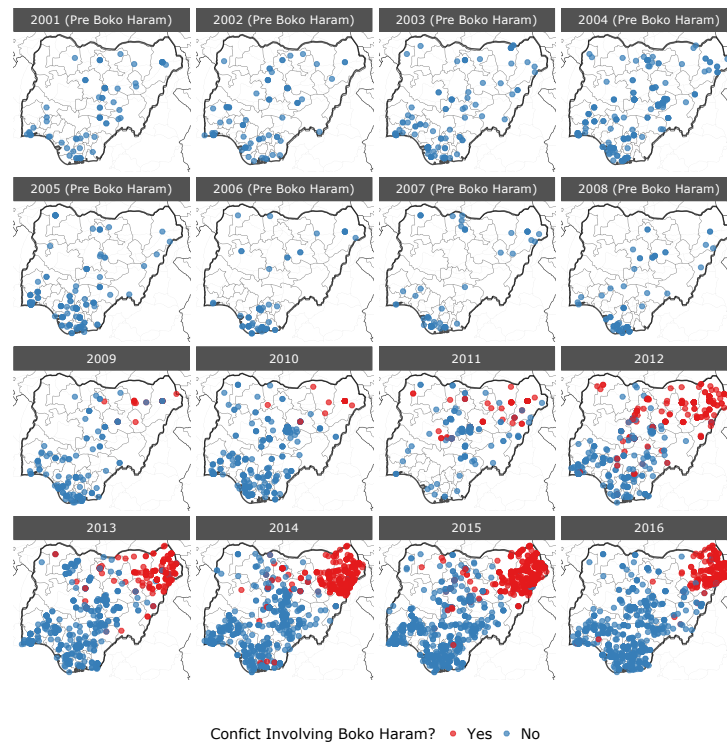 2001 (Pre Boko Haram)
2002 (Pre Boko Haram)
2003 (Pre Boko Haram)
2004 (Pre Boko Haram)
2005 (Pre Boko Haram)
2006 (Pre Boko Haram)
2007 (Pre Boko Haram)
2008 (Pre Boko Haram)
2009
2010
2011
2012
2013
2014
2015
2016
Confict Involving Boko Haram? Yes No